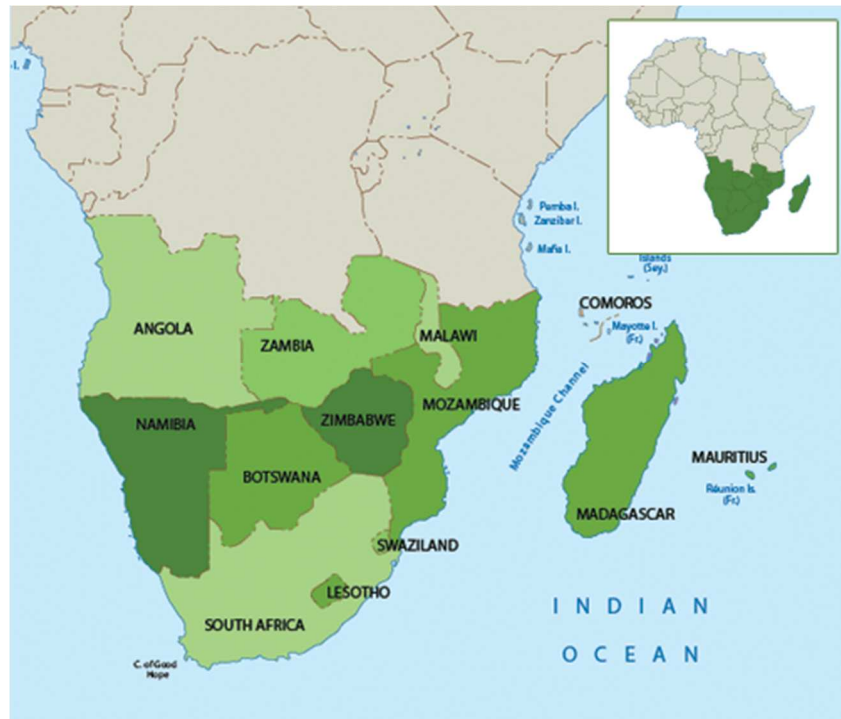 -I.
Pemba I.
Zanzibar I.
Mafia I.
Islands
(Sey.)
COMOROS
Mayotte I.
(Fr.)
ANGOLA
ZAMBIA
MALAWI
MOZAMBIQUE
Mozambique Channel
NAMIBIA
ZIMBABWE
BOTSWANA
MAURITIUS
Réunion Is.
(Fr.)
MADAGASCAR
SWAZILAND
LESOTHO
SOUTH AFRICA
INDIAN
OCEAN
C. of Good
Hope